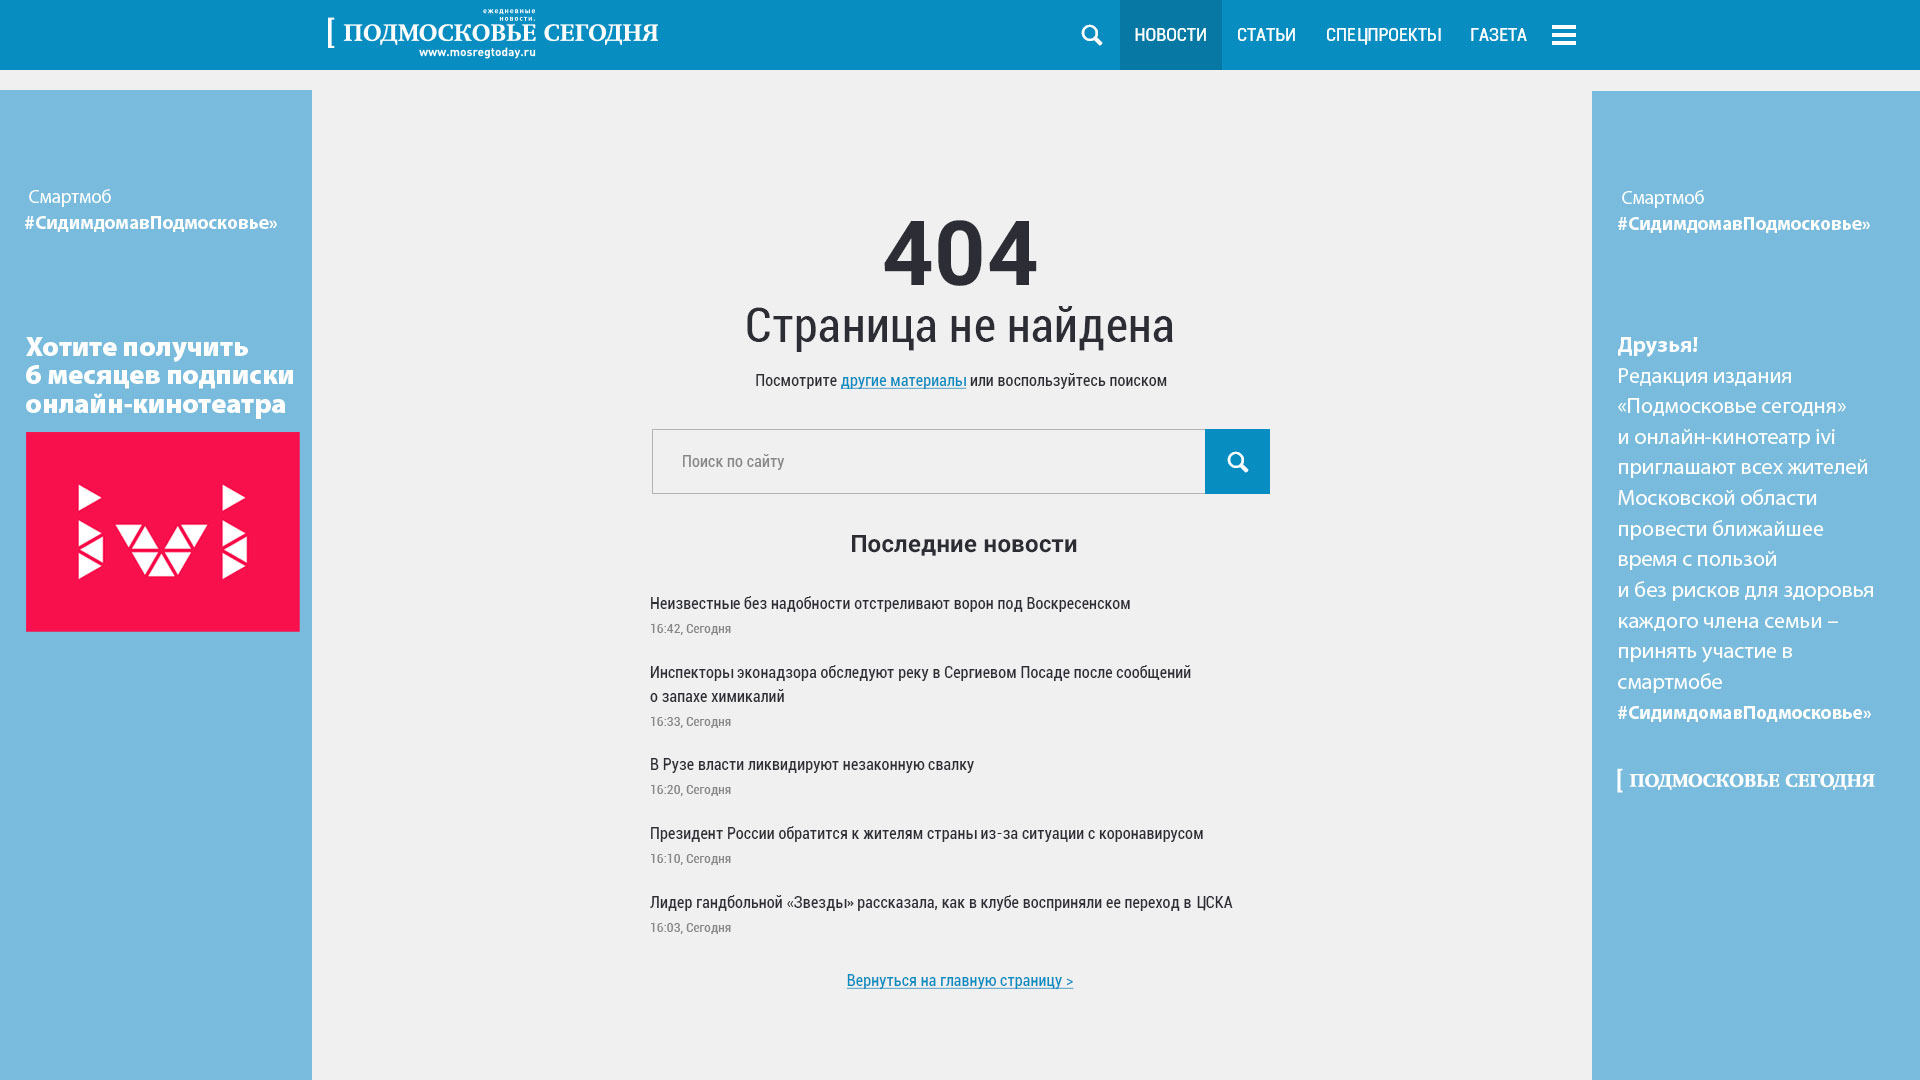 ежедневные
новости.
ПОДМОСКОВЬЕ СЕГОДНЯ
www.mosregtoday.ru
НОВОСТИ СТАТЬИ СПЕЦПРОЕКТЫ ГАЗЕТА
Смартмоб
#СидимдомавПодмосковье»
Хотите получить
6 месяцев подписки
онлайн-кинотеатра
ivi
404
Страница не найдена
Посмотрите другие материалы или воспользуйтесь поиском
Поиск по сайту
Последние новости
Неизвестные без надобности отстреливают ворон под Воскресенском
16:42, Сегодня
Инспекторы эконадзора обследуют реку в Сергиевом Посаде после сообщений
о запахе химикалий
16:33, Сегодня
В Рузе власти ликвидируют незаконную свалку
16:20, Сегодня
Президент России обратится к жителям страны из-за ситуации с коронавирусом
16:10, Сегодня
Лидер гандбольной «Звезды» рассказала, как в клубе восприняли ее переход в ЦСКА
16:03, Сегодня
Вернуться на главную страницу >
Смартмоб
#СидимдомавПодмосковье»
Друзья!
Редакция издания
«Подмосковье сегодня»
и онлайн-кинотеатр ivi
приглашают всех жителей
Московской области
провести ближайшее
время с пользой
и без рисков для здоровья
каждого члена семьи –
принять участие в
смартмобе
#СидимдомавПодмосковье»
ПОДМОСКОВЬЕ СЕГОДНЯ